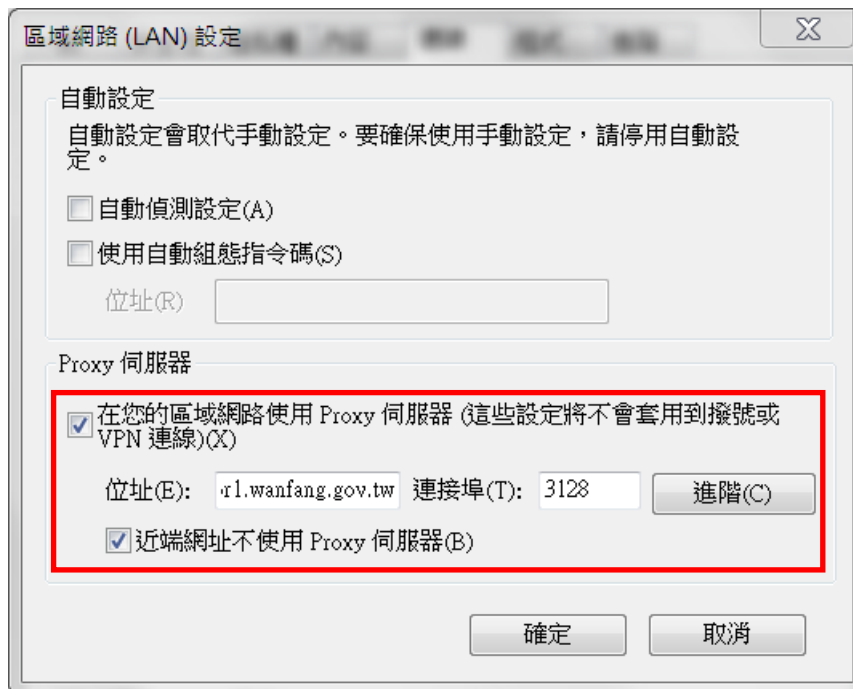 區域網路 (LAN) 設定
自動設定
自動設定會取代手動設定。要確保使用手動設定，請停用自動設
定。
自動偵測設定(A)
使用自動組態指令碼(S)
位址(R)
Proxy 伺服器
在您的區域網路使用 Proxy 伺服器 (這些設定將不會套用到撥號或
VPN 連線)(X)
位址(E): r1.wanfang.gov.tw 連接埠(T): 3128 進階(C)
近端網址不使用 Proxy 伺服器(B)
確定 取消